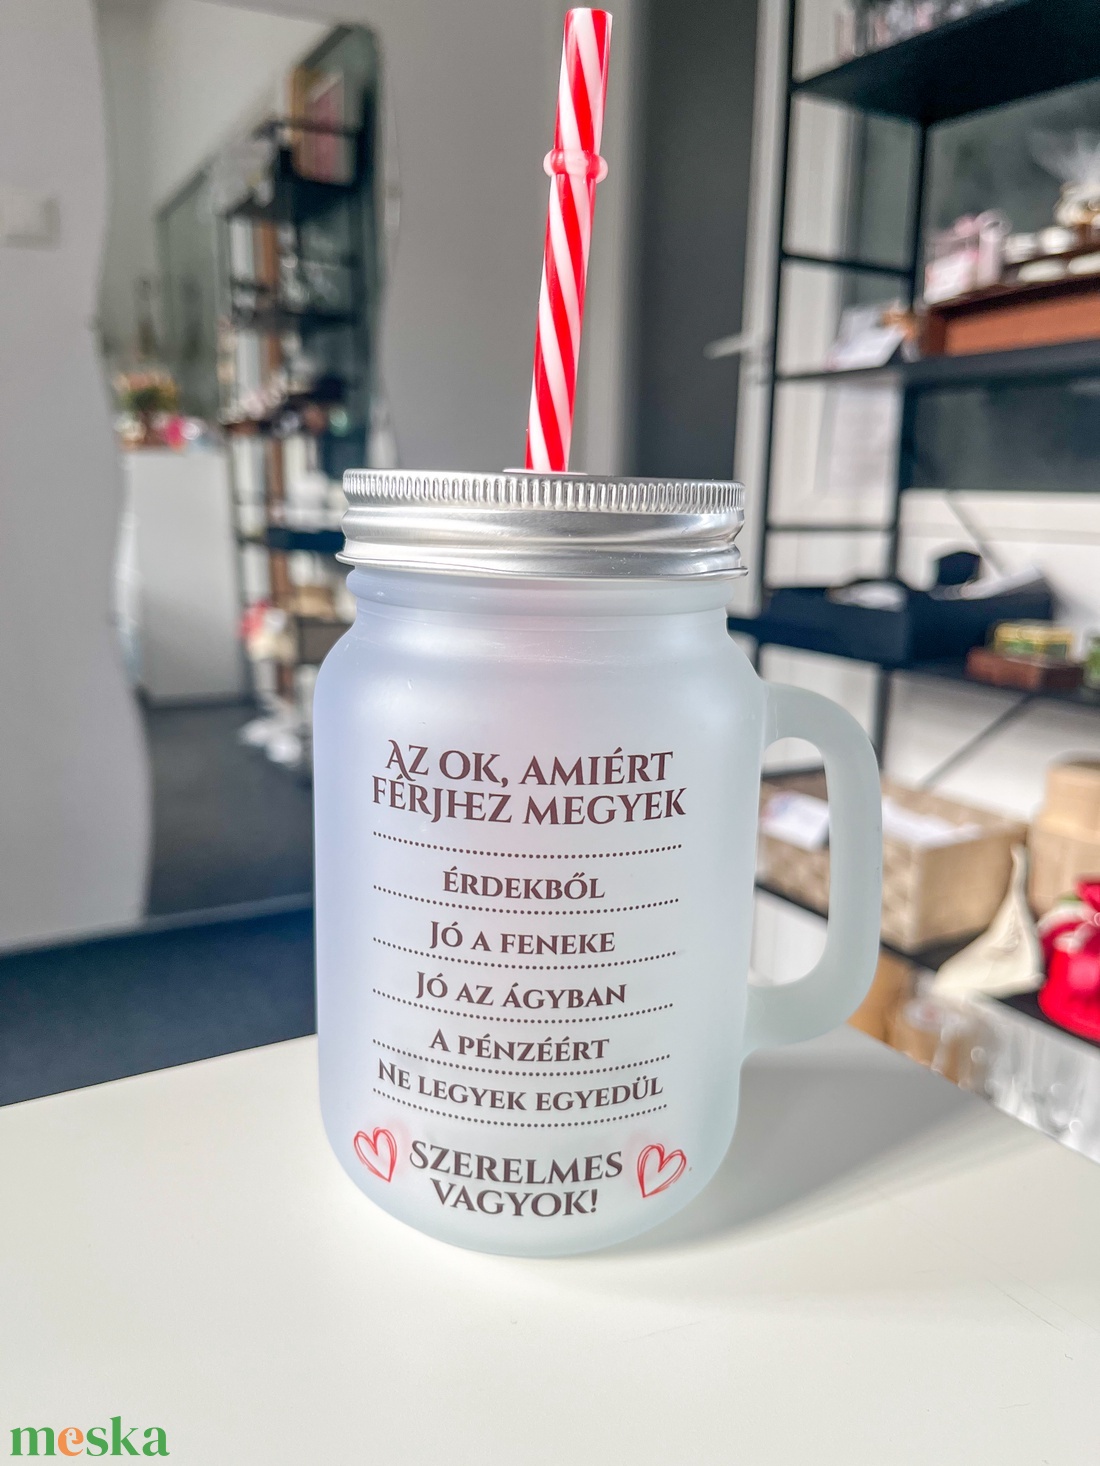 Az ok, amiért
férjhez megyek
érdekből
Jó a feneke
Jó az ágyban
A pénzéért
Ne legyek egyedül
Szerelmes
vagyok!
meska